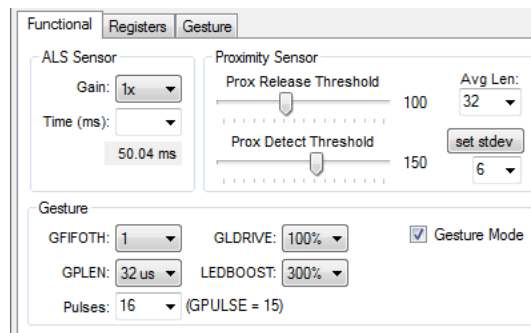 Functional Registers Gesture
ALS Sensor
Gain: 1x
Time (ms):
50.04 ms
Proximity Sensor
Prox Release Threshold
100
Avg Len:
32
Prox Detect Threshold
150
set stdev
6
Gesture
GFIFOTH: 1 GLDRIVE: 100% Gesture Mode
GPLEN: 32 us LEDBOOST: 300%
Pulses: 16 (GPULSE = 15)